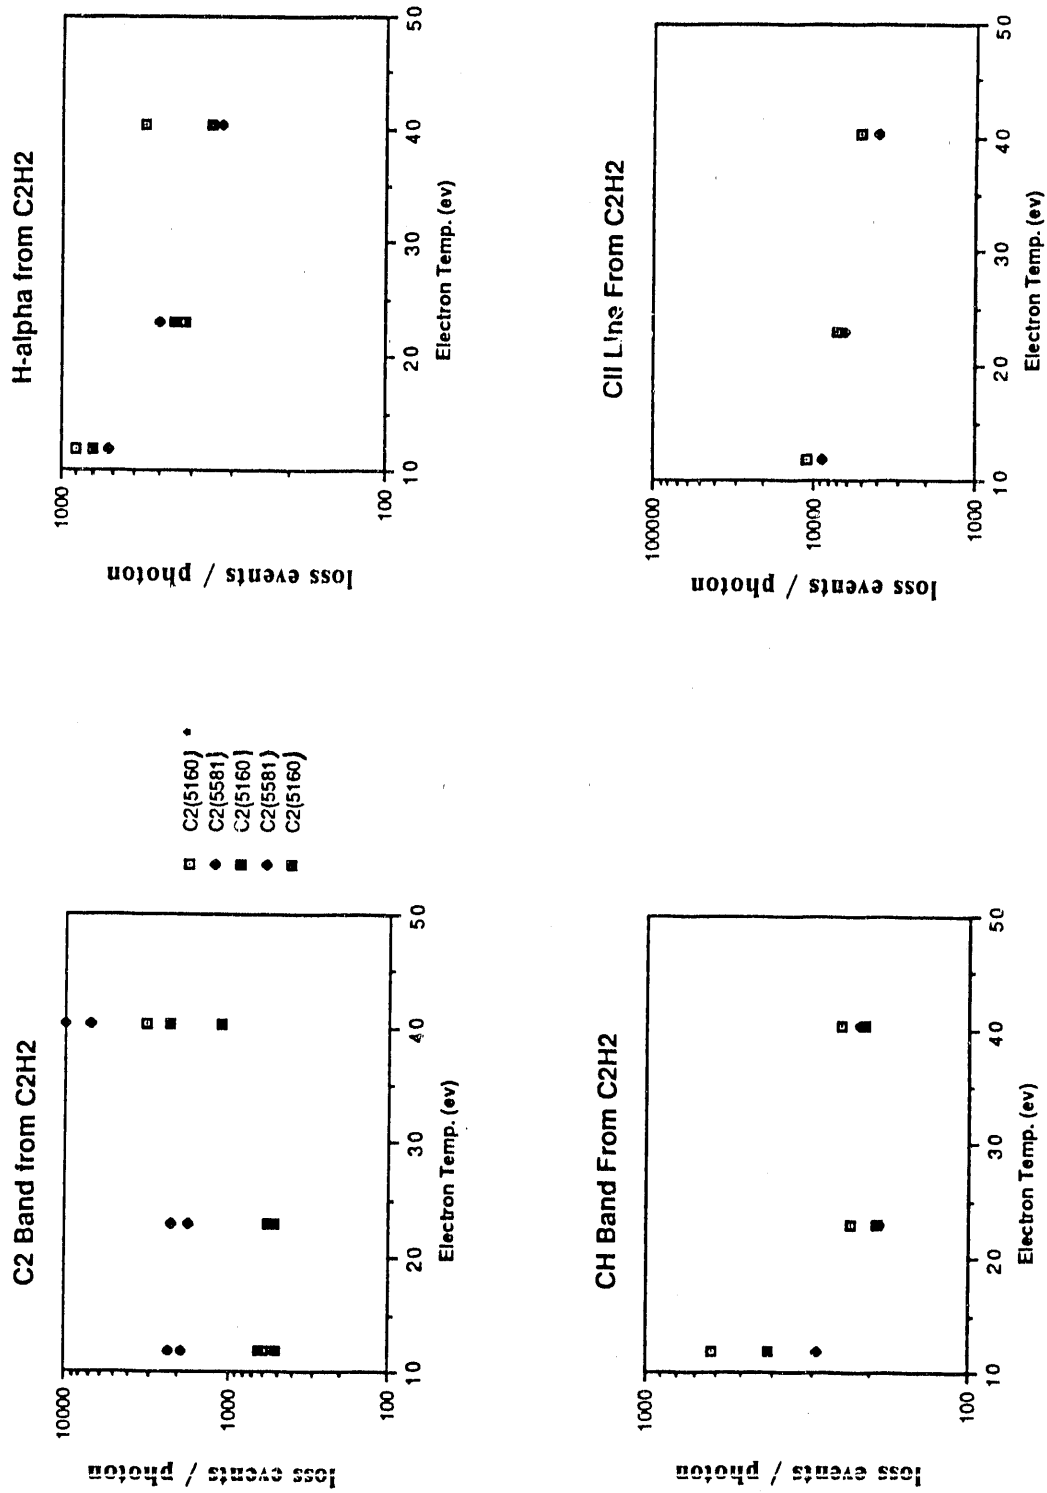 C2 Band from C2H2
10000
1000
100
loss events / photon
10
20
30
40
50
Electron Temp. (ev)
C2(5160)
C2(5581)
C2(5160)
C2(5581)
C2(5160)
H-alpha from C2H2
1000
100
loss events / photon
10
20
30
40
50
Electron Temp. (ev)
CH Band From C2H2
1000
100
loss events / photon
10
20
30
40
50
Electron Temp. (ev)
CII Line From C2H2
100000
10000
1000
loss events / photon
10
20
30
40
50
Electron Temp. (ev)